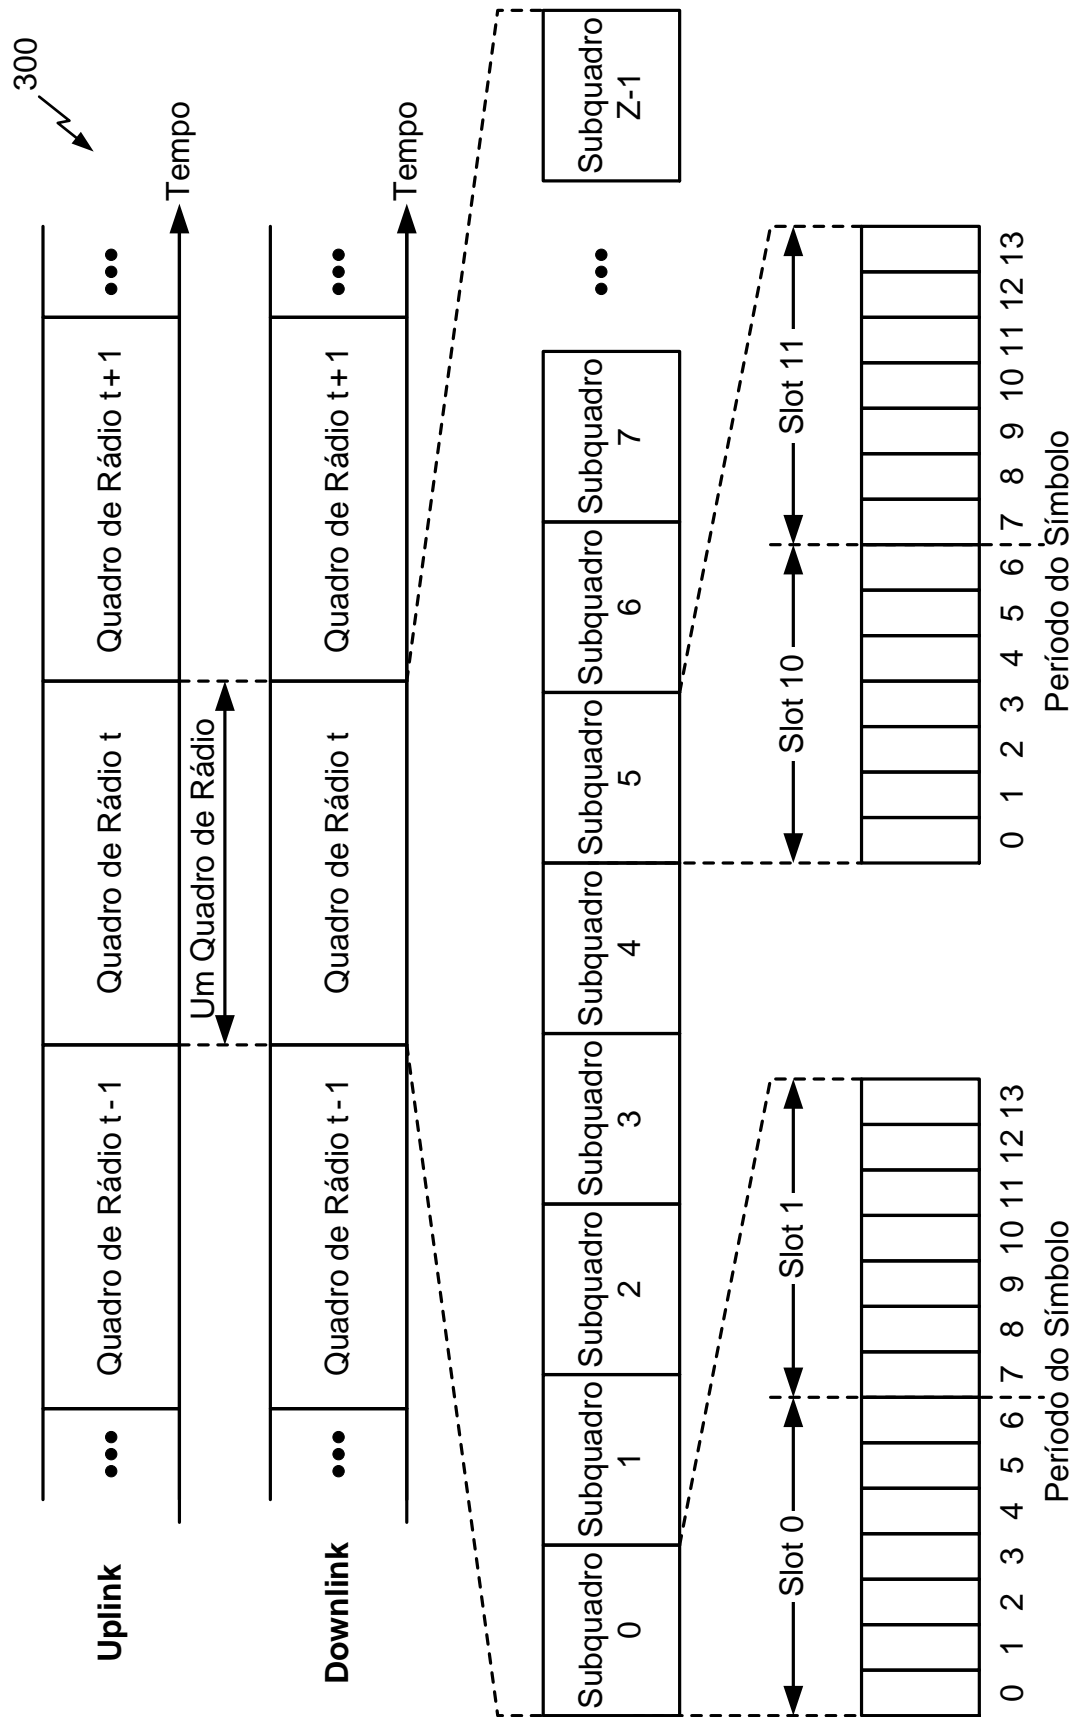 300
Uplink
•••
Quadro de Rádio t - 1
Quadro de Rádio t
Quadro de Rádio t + 1
•••
Tempo
Um Quadro de Rádio
Downlink
•••
Quadro de Rádio t - 1
Quadro de Rádio t
Quadro de Rádio t + 1
•••
Tempo
Subquadro
0
Subquadro
1
Subquadro
2
Subquadro
3
Subquadro
4
Subquadro
5
Subquadro
6
Subquadro
7
•••
Subquadro
Z-1
Slot 0
Slot 1
0 1 2 3 4 5 6 7 8 9 10 11 12 13
Período do Símbolo
Slot 10
Slot 11
0 1 2 3 4 5 6 7 8 9 10 11 12 13
Período do Símbolo